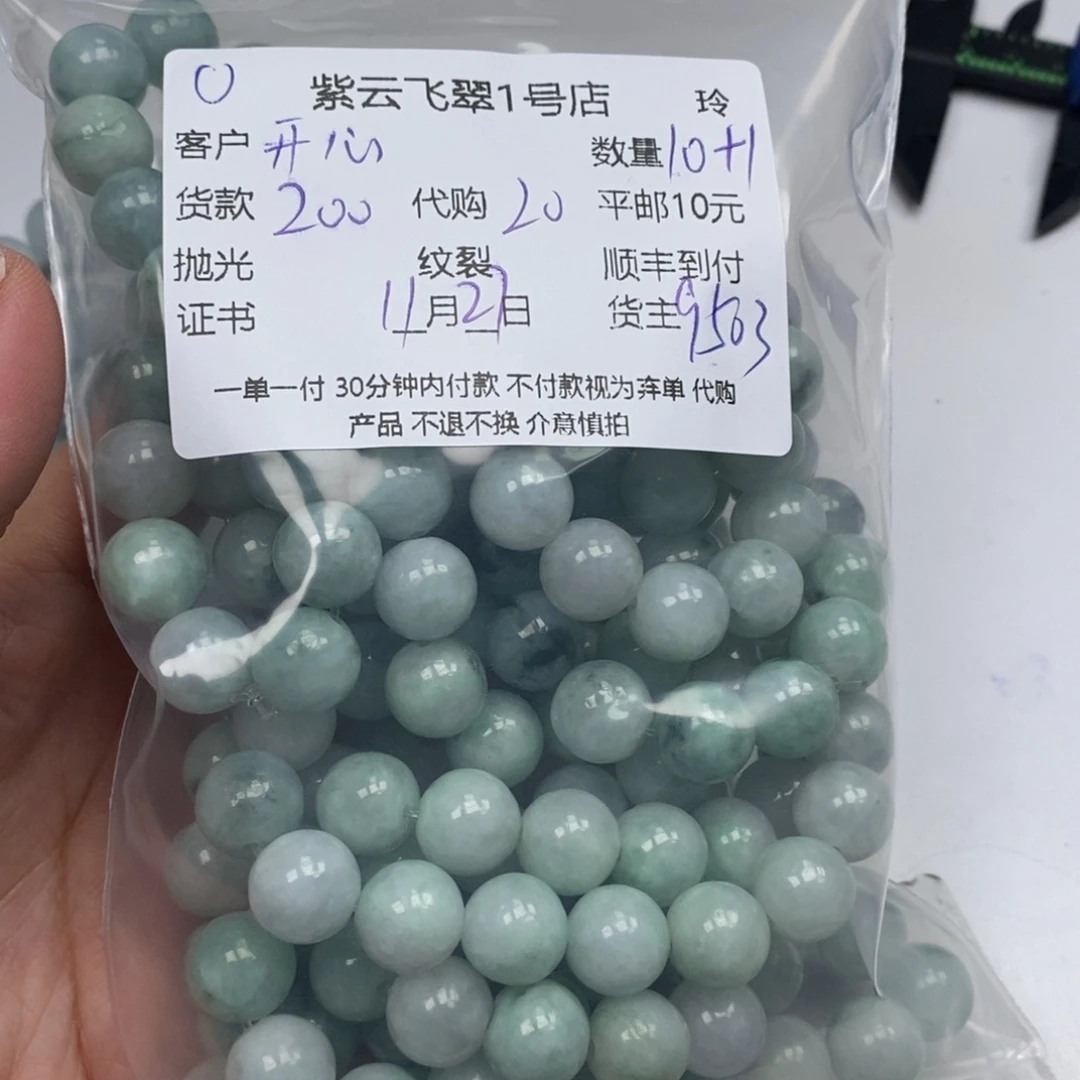 0 紫云飞翠1号店 玲
客户 开心 数量 10+1
货款 200 代购 20 平邮10元
抛光 纹裂 顺丰到付
证书 11月27日 货主 9563
一单一付 30分钟内付款 不付款视为弃单 代购
产品 不退不换 介意慎拍